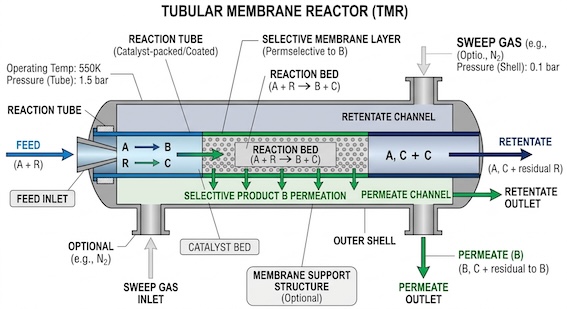 TUBULAR MEMBRANE REACTOR (TMR)
REACTION TUBE
(Catalyst-packed/Coated)
SELECTIVE MEMBRANE LAYER
(Permselective to B)
SWEEP GAS (e.g.,
(Optio., N₂)
Pressure (Shell): 0.1 bar
Operating Temp: 550K
Pressure (Tube): 1.5 bar
REACTION BED
(A + R → B + C)
REACTION TUBE
RETENTATE CHANNEL
FEED
(A + R)
A → B
R → C
REACTION BED
(A + R → B + C)
A, C + C
RETENTATE
(A, C + residual R)
FEED INLET
SELECTIVE PRODUCT B PERMEATION
PERMEATE CHANNEL
RETENTATE
OUTLET
OPTIONAL
(e.g., N₂)
CATALYST BED
OUTER SHELL
PERMEATE (B)
(B, C + residual to B)
SWEEP GAS
INLET
MEMBRANE SUPPORT
STRUCTURE
(Optional)
PERMEATE
OUTLET